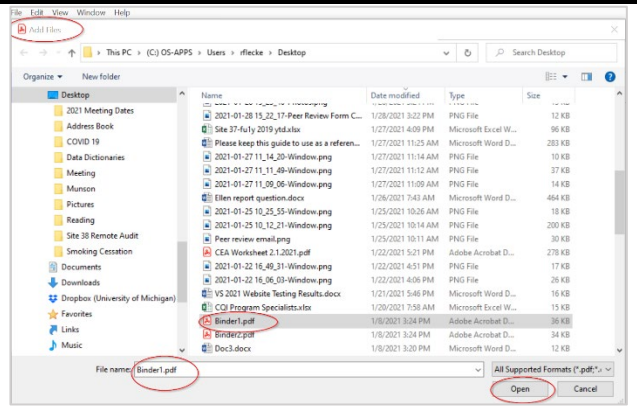 File Edit View Window Help
Add Files
This PC > (C:) OS-APPS > Users > rflecke > Desktop
Search Desktop
Organize New folder
Desktop
2021 Meeting Dates
Address Book
COVID 19
Data Dictionaries
Meeting
Munson
Pictures
Reading
Site 38 Remote Audit
Smoking Cessation
Documents
Downloads
Dropbox (University of Michigan)
Favorites
Links
Music
Name Date modified Type Size
2021-01-28 15_22_17-Peer Review Form C... 1/28/2021 3:22 PM PNG File 12 KB
Site 37-fu1y 2019 ytd.xlsx 1/27/2021 4:09 PM Microsoft Excel W... 96 KB
Please keep this guide to use as a referen... 1/27/2021 11:25 AM Microsoft Word D... 283 KB
2021-01-27 11_14_20-Window.png 1/27/2021 11:14 AM PNG File 10 KB
2021-01-27 11_11_49-Window.png 1/27/2021 11:12 AM PNG File 37 KB
2021-01-27 11_09_06-Window.png 1/27/2021 11:09 AM PNG File 14 KB
Ellen report question.docx 1/26/2021 7:43 AM Microsoft Word D... 464 KB
2021-01-25 10_25_55-Window.png 1/25/2021 10:26 AM PNG File 18 KB
2021-01-25 10_12_21-Window.png 1/25/2021 10:14 AM PNG File 200 KB
Peer review email.png 1/25/2021 10:11 AM PNG File 30 KB
CEA Worksheet 2.1.2021.pdf 1/22/2021 5:21 PM Adobe Acrobat D... 278 KB
2021-01-22 16_49_31-Window.png 1/22/2021 4:51 PM PNG File 17 KB
2021-01-22 16_06_03-Window.png 1/22/2021 4:06 PM PNG File 26 KB
VS 2021 Website Testing Results.docx 1/21/2021 5:46 PM Microsoft Word D... 16 KB
CQI Program Specialists.xlsx 1/20/2021 7:58 AM Microsoft Excel W... 15 KB
Binder1.pdf 1/8/2021 3:24 PM Adobe Acrobat D... 36 KB
Binder2.pdf 1/8/2021 3:24 PM Adobe Acrobat D... 34 KB
Doc3.docx 1/8/2021 3:20 PM Microsoft Word D... 12 KB
File name: Binder1.pdf
All Supported Formats (*.pdf;*.
Open Cancel